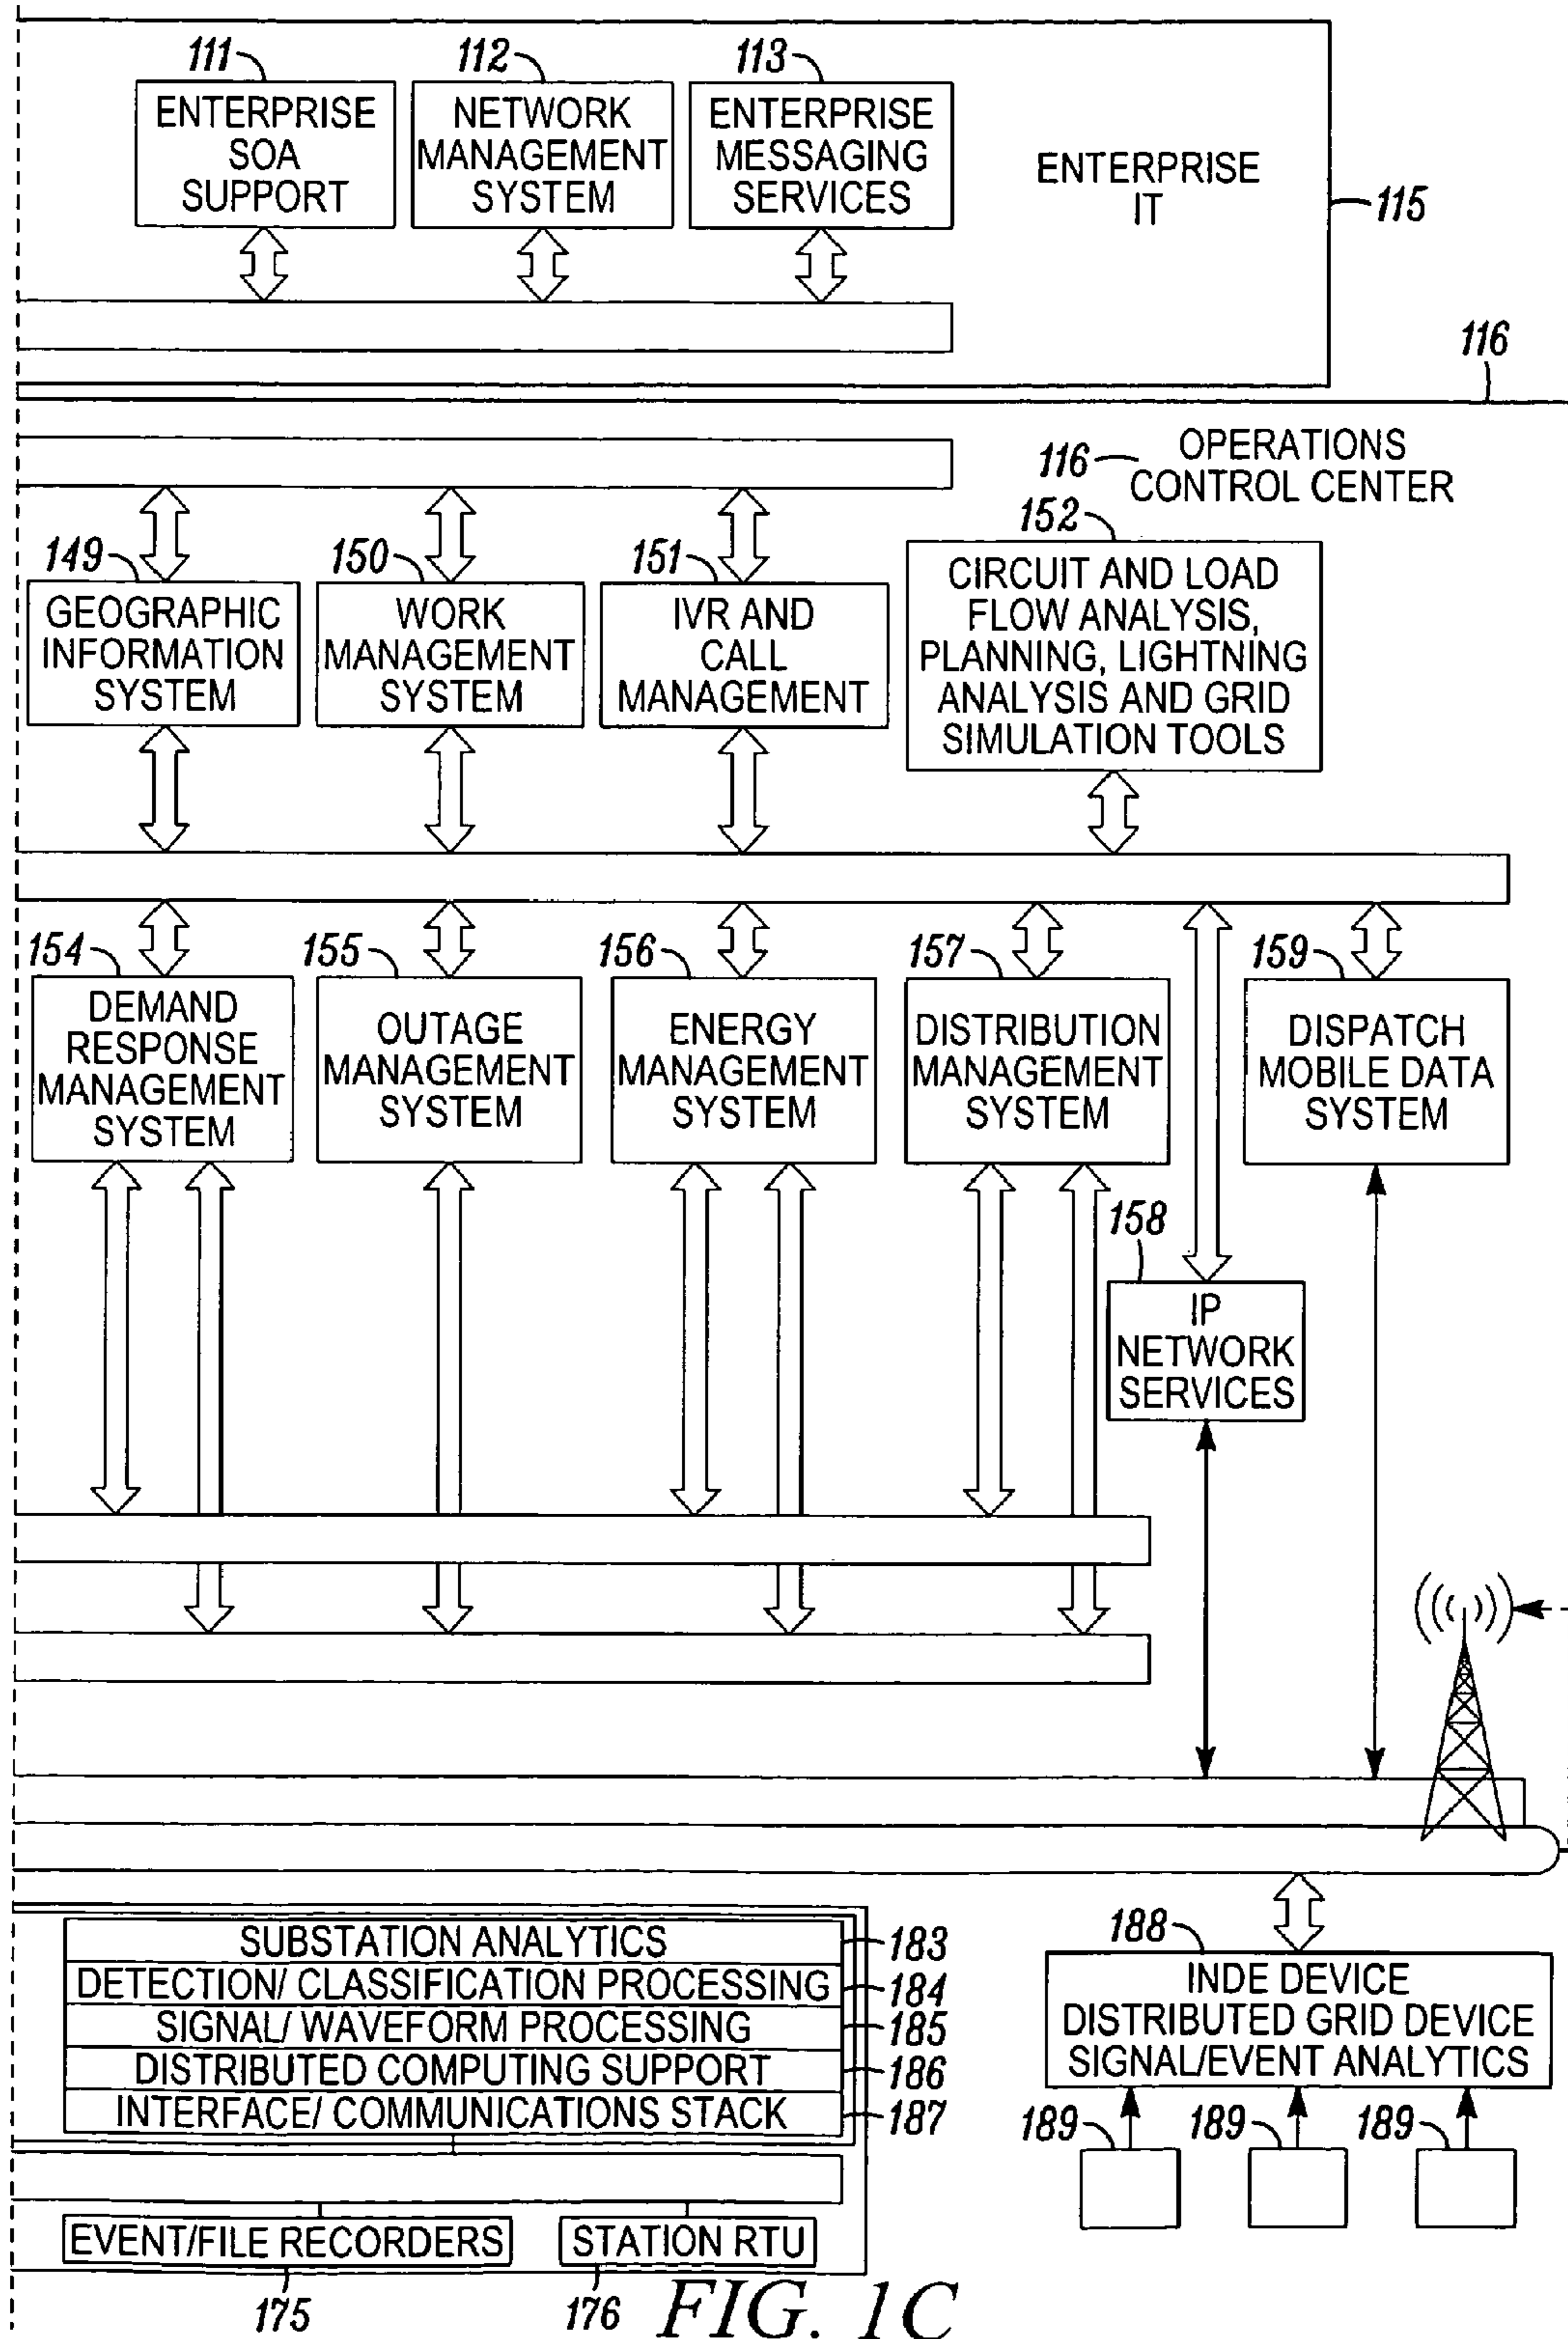 111
112
113
ENTERPRISE
SOA
SUPPORT
NETWORK
MANAGEMENT
SYSTEM
ENTERPRISE
MESSAGING
SERVICES
ENTERPRISE
IT
115
116
116
OPERATIONS
CONTROL CENTER
149
GEOGRAPHIC
INFORMATION
SYSTEM
150
WORK
MANAGEMENT
SYSTEM
151
IVR AND
CALL
MANAGEMENT
152
CIRCUIT AND LOAD
FLOW ANALYSIS,
PLANNING, LIGHTNING
ANALYSIS AND GRID
SIMULATION TOOLS
154
DEMAND
RESPONSE
MANAGEMENT
SYSTEM
155
OUTAGE
MANAGEMENT
SYSTEM
156
ENERGY
MANAGEMENT
SYSTEM
157
DISTRIBUTION
MANAGEMENT
SYSTEM
159
DISPATCH
MOBILE DATA
SYSTEM
158
IP
NETWORK
SERVICES
SUBSTATION ANALYTICS
183
DETECTION/ CLASSIFICATION PROCESSING
184
SIGNAL/ WAVEFORM PROCESSING
185
DISTRIBUTED COMPUTING SUPPORT
186
INTERFACE/ COMMUNICATIONS STACK
187
188
INDE DEVICE
DISTRIBUTED GRID DEVICE
SIGNAL/EVENT ANALYTICS
189
189
189
EVENT/FILE RECORDERS
STATION RTU
175
176
FIG. 1C